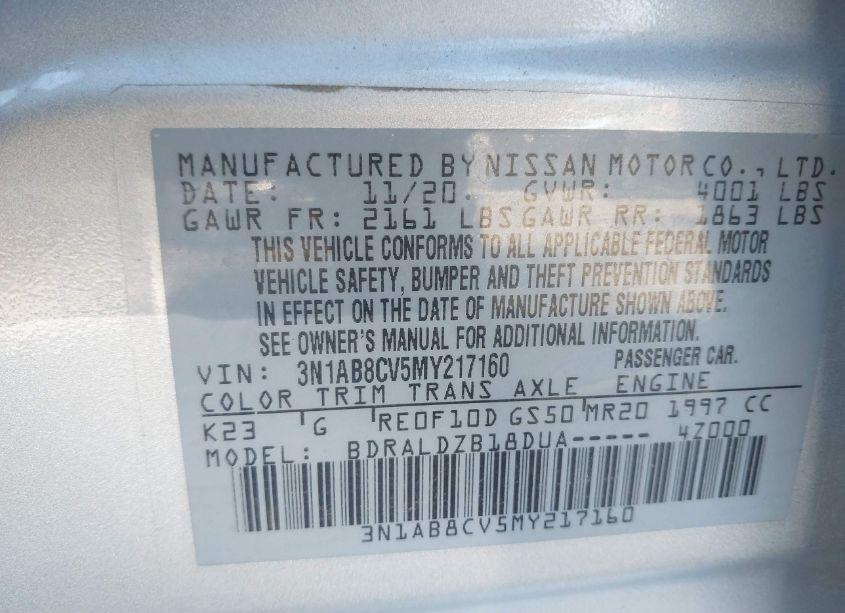 MANUFACTURED BY NISSAN MOTOR CO., LTD.
DATE: 11/20. GVWR: 4001 LBS
GAWR FR: 2161 LBS GAWR RR: 1863 LBS
THIS VEHICLE CONFORMS TO ALL APPLICABLE FEDERAL MOTOR
VEHICLE SAFETY, BUMPER AND THEFT PREVENTION STANDARDS
IN EFFECT ON THE DATE OF MANUFACTURE SHOWN ABOVE.
SEE OWNER'S MANUAL FOR ADDITIONAL INFORMATION.
VIN: 3N1AB8CV5MY217160 PASSENGER CAR.
COLOR TRIM TRANS AXLE ENGINE
K23 G RE0F10D GS50 MR20 1997 CC
MODEL: BDRALDZB18DUA----- 4Z000
3N1AB8CV5MY217160